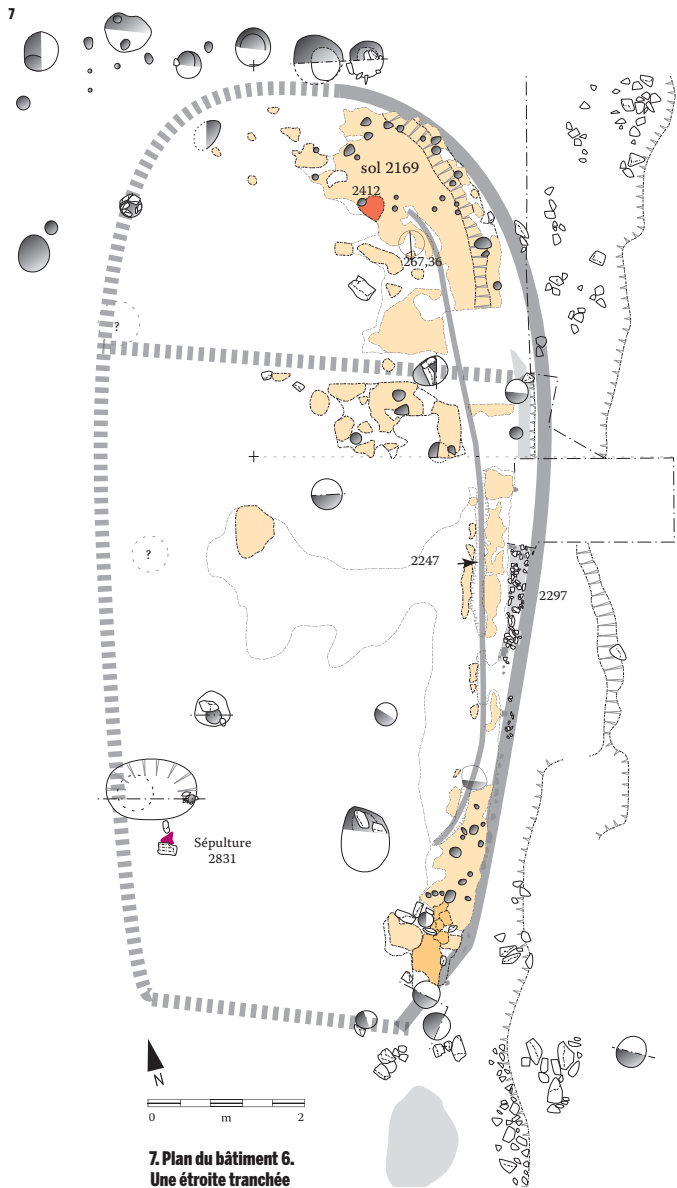 7
sol 2169
2412
267,36
?
?
2247
2297
Sépulture
2831
N
0 m 2
7. Plan du bâtiment 6.
Une étroite tranchée